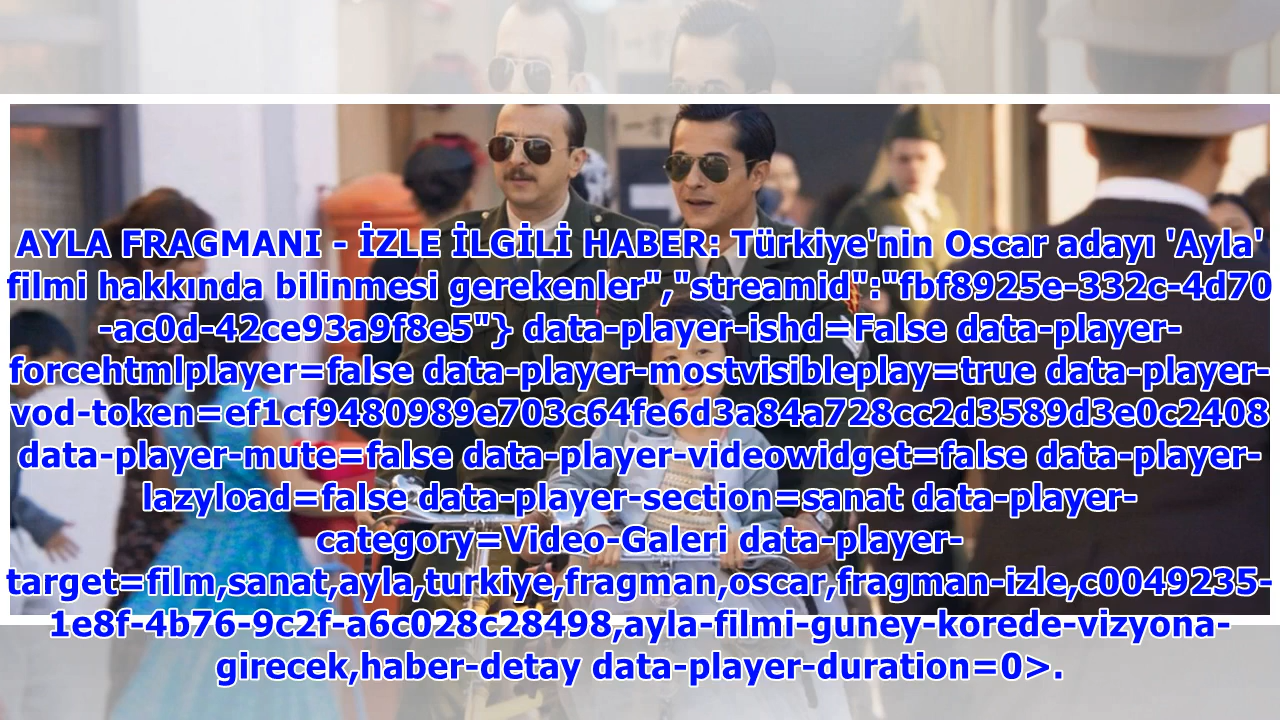 AYLA FRAGMANI - İZLE İLGİLİ HABER: Türkiye'nin Oscar adayı 'Ayla'
filmi hakkında bilinmesi gerekenler","streamid":"fbf8925e-332c-4d70
-ac0d-42ce93a9f8e5"} data-player-ishd=False data-player-
forcehtmlplayer=false data-player-mostvisibleplay=true data-player-
vod-token=ef1cf9480989e703c64fe6d3a84a728cc2d3589d3e0c2408
data-player-mute=false data-player-videowidget=false data-player-
lazyload=false data-player-section=sanat data-player-
category=Video-Galeri data-player-
target=film,sanat,ayla,turkiye,fragman,oscar,fragman-izle,c0049235-
1e8f-4b76-9c2f-a6c028c28498,ayla-filmi-guney-korede-vizyona-
girecek,haber-detay data-player-duration=0>.